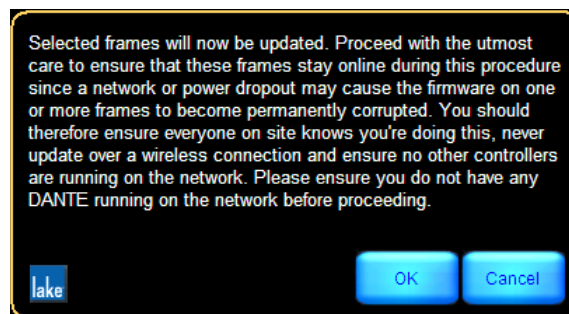 Selected frames will now be updated. Proceed with the utmost
care to ensure that these frames stay online during this procedure
since a network or power dropout may cause the firmware on one
or more frames to become permanently corrupted. You should
therefore ensure everyone on site knows you're doing this, never
update over a wireless connection and ensure no other controllers
are running on the network. Please ensure you do not have any
DANTE running on the network before proceeding.
lake
OK
Cancel